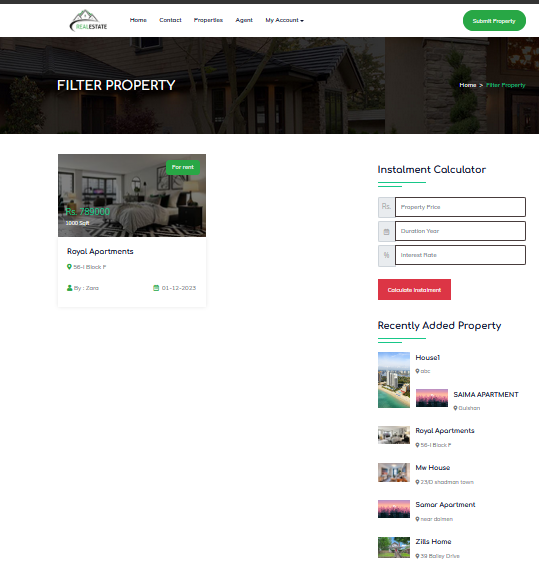 REALESTATE
Home
Contact
Properties
Agent
My Account
Submit Property
FILTER PROPERTY
Home > Filter Property
For rent
Rs. 789000
1000 Sqft
Royal Apartments
56-I Block F
By : Zara
01-12-2023
Instalment Calculator
Rs.
Property Price
Duration Year
%
Interest Rate
Calculate Instalment
Recently Added Property
House1
abc
SAIMA APARTMENT
Gulshan
Royal Apartments
56-I Block F
Mw House
23/D shadman town
Samar Apartment
near dolmen
Zills Home
39 Bailey Drive